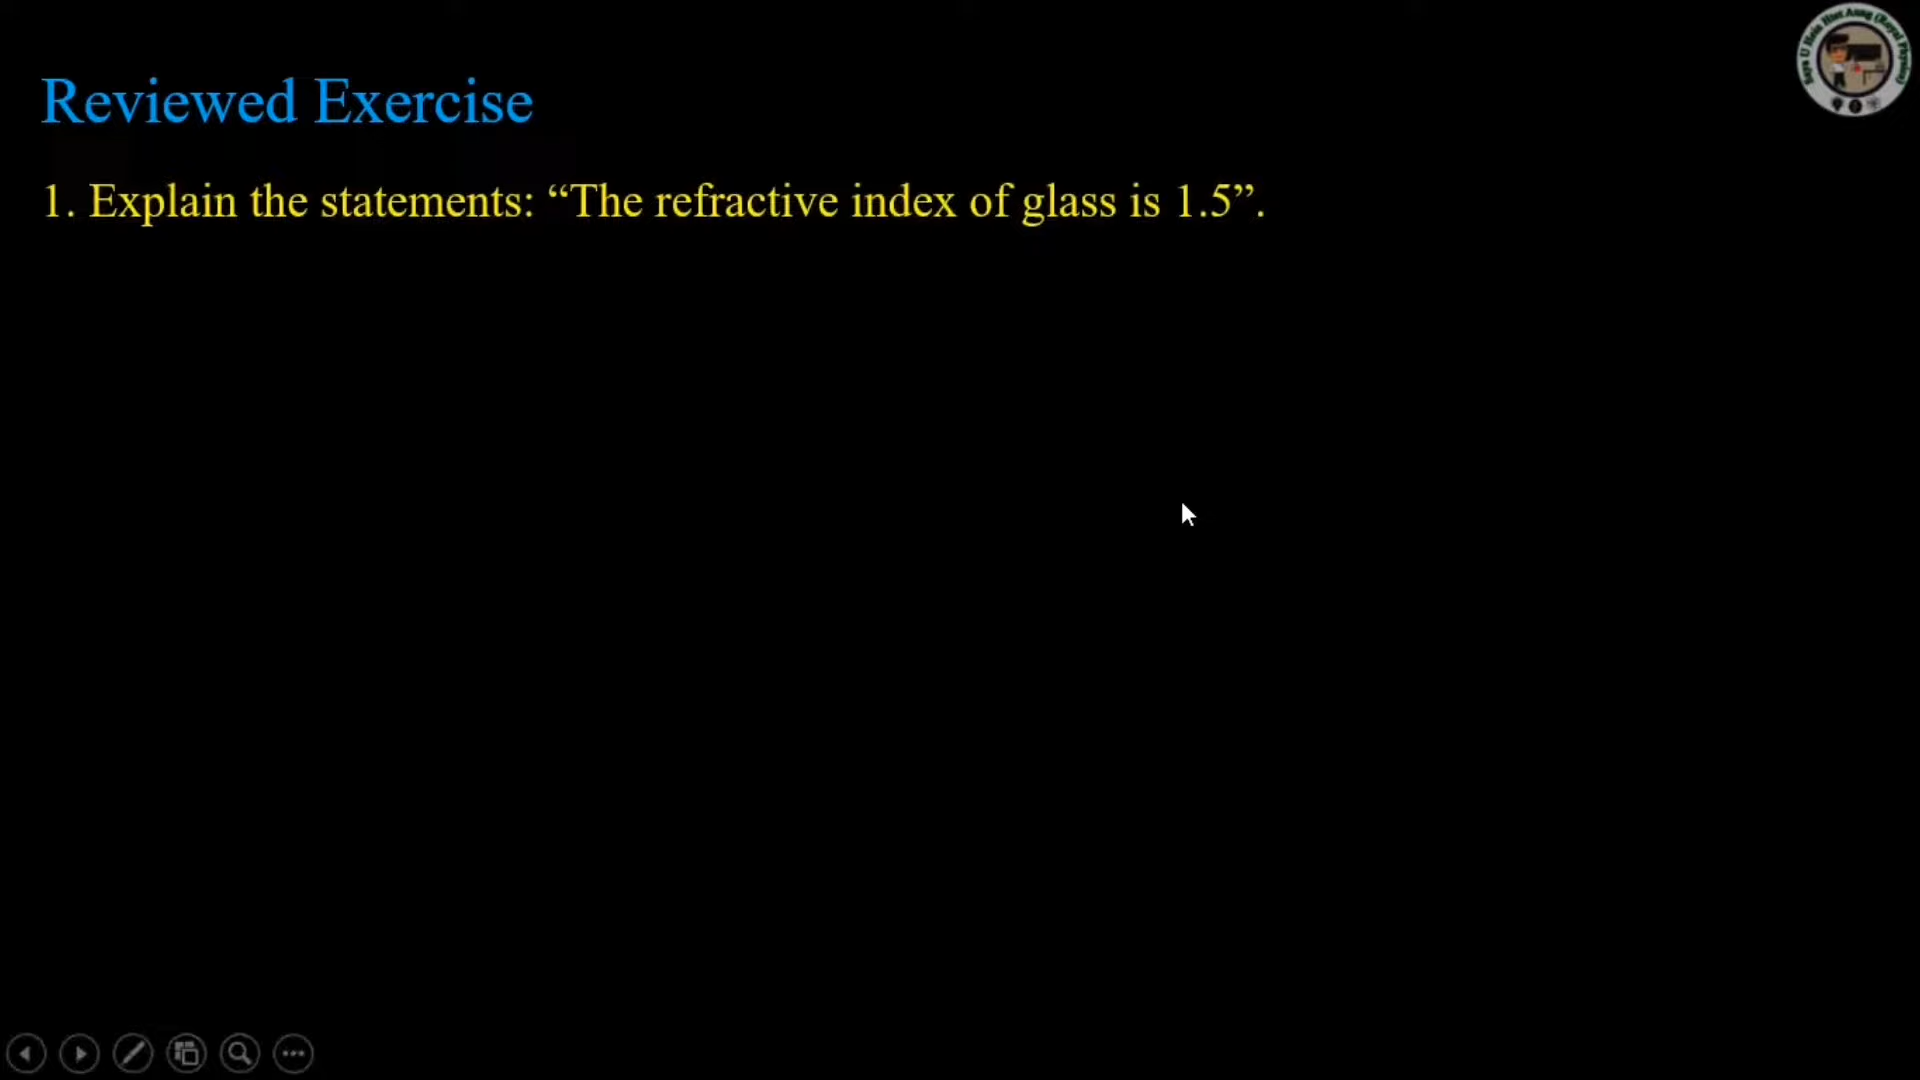 Reviewed Exercise
1. Explain the statements: “The refractive index of glass is 1.5”.